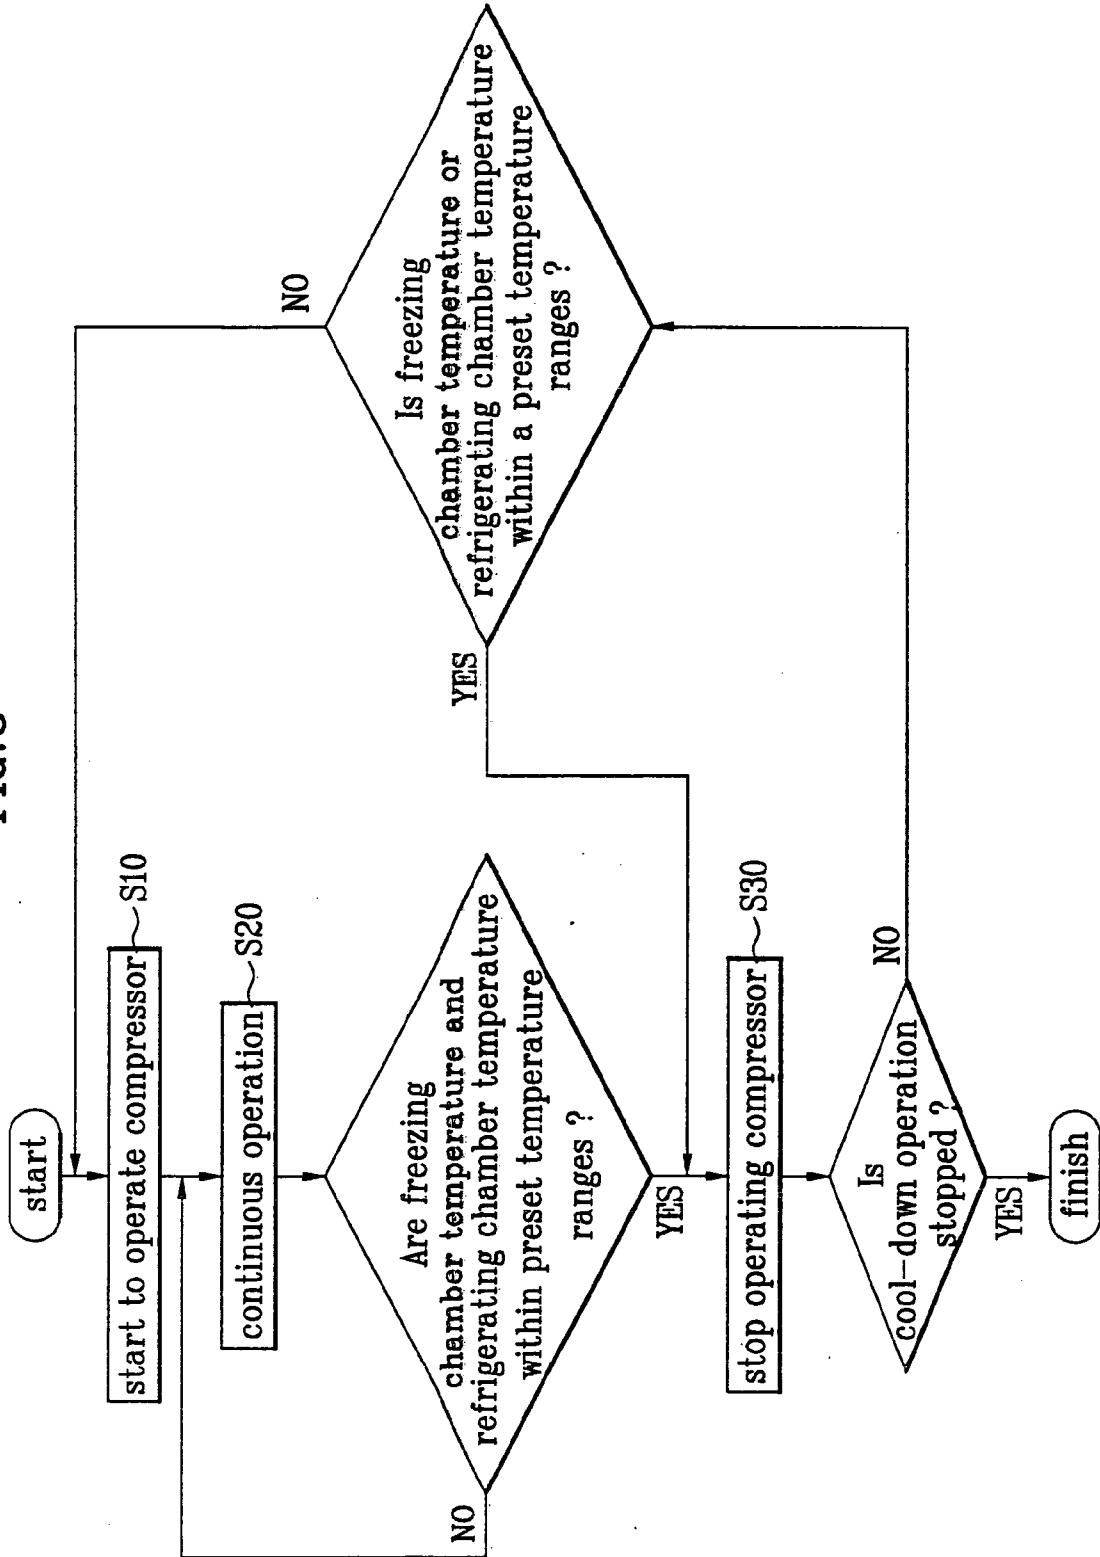 start
start to operate compressor
S10
continuous operation
S20
Are freezing
chamber temperature and
refrigerating chamber temperature
within preset temperature
ranges ?
NO
YES
stop operating compressor
S30
Is
cool-down operation
stopped ?
NO
YES
finish
Is freezing
chamber temperature or
refrigerating chamber temperature
within a preset temperature
ranges ?
NO
YES